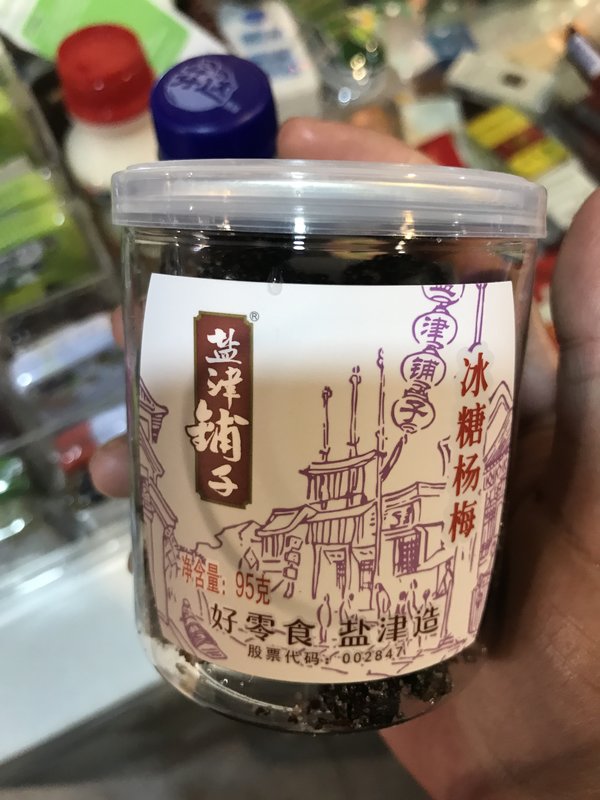 盐津铺子
®
盐津铺子
冰糖杨梅
净含量：95克
好零食 盐津造
股票代码：002847